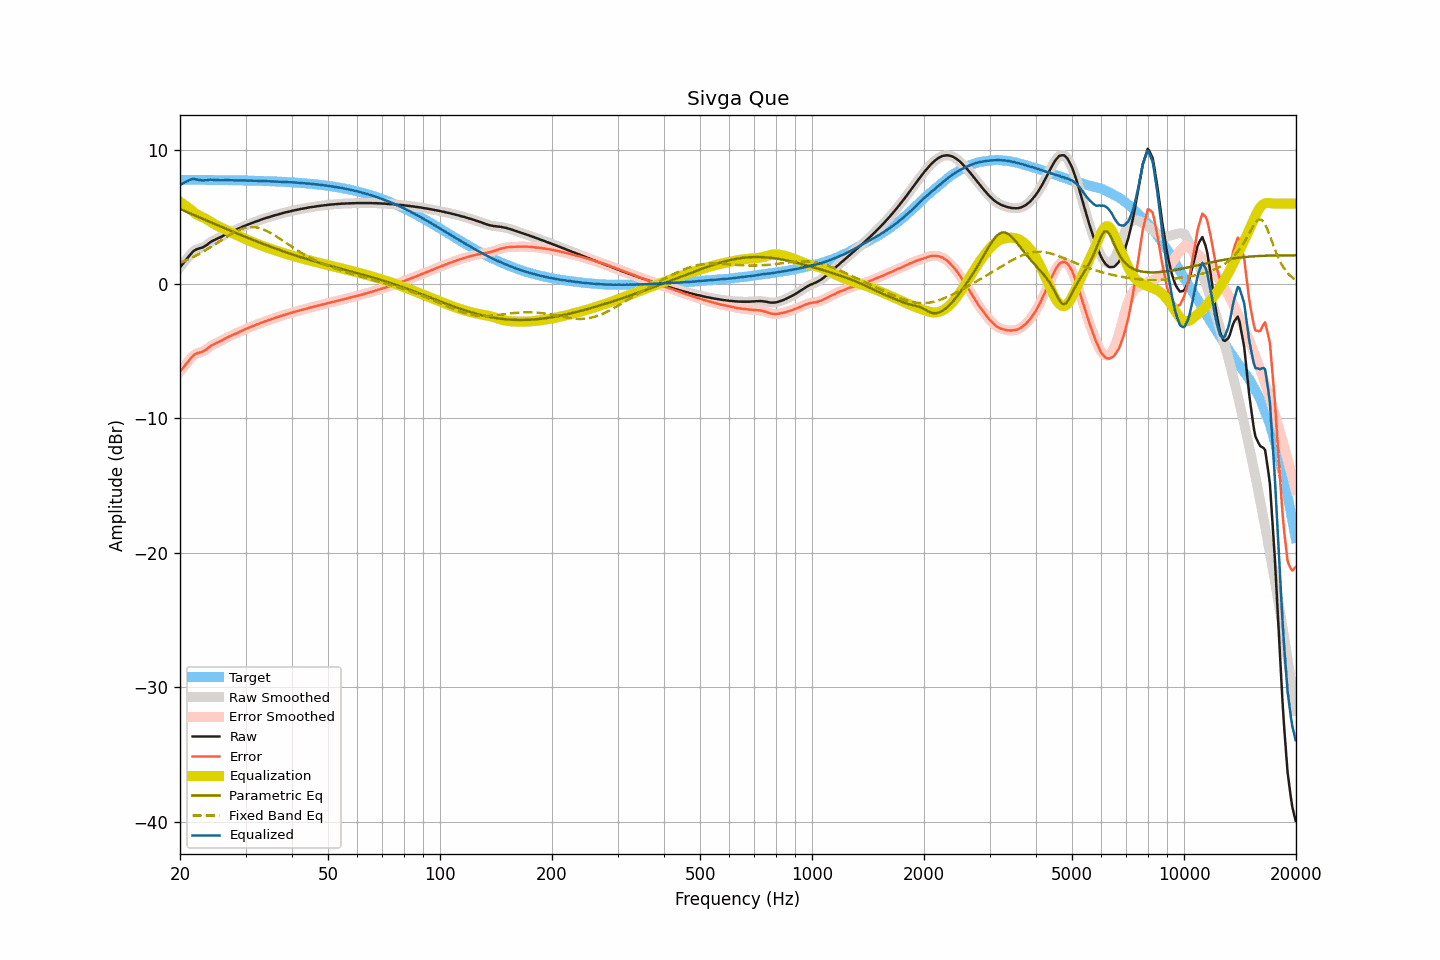 Sivga Que
10
0
−10
−20
−30
−40
Amplitude (dBr)
Target
Raw Smoothed
Error Smoothed
Raw
Error
Equalization
Parametric Eq
Fixed Band Eq
Equalized
20 50 100 200 500 1000 2000 5000 10000 20000
Frequency (Hz)